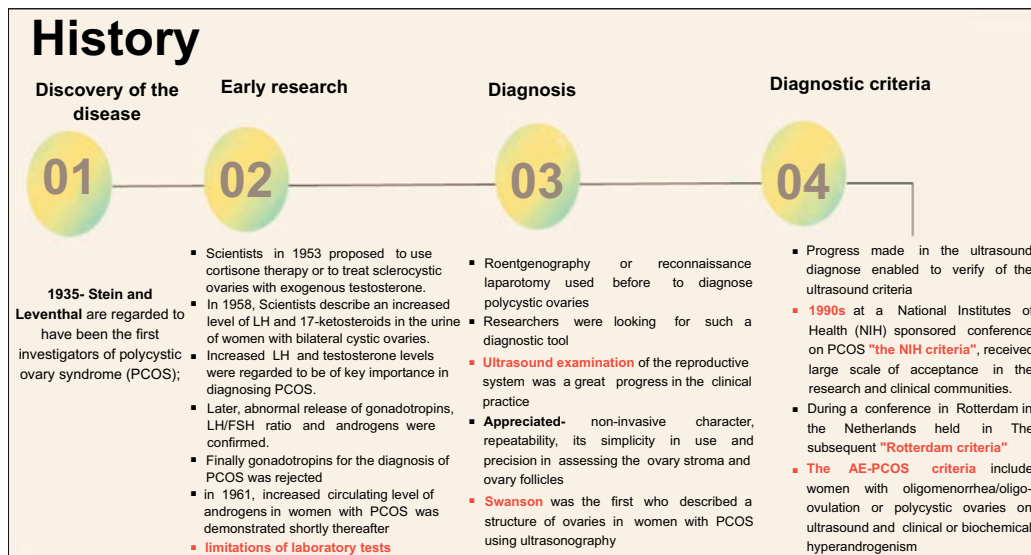 History
Discovery of the
disease
Early research
Diagnosis
Diagnostic criteria
01
02
03
04
1935- Stein and
Leventhal are regarded to
have been the first
investigators of polycystic
ovary syndrome (PCOS);
▪ Scientists in 1953 proposed to use
cortisone therapy or to treat sclerocystic
ovaries with exogenous testosterone.
▪ In 1958, Scientists describe an increased
level of LH and 17-ketosteroids in the urine
of women with bilateral cystic ovaries.
▪ Increased LH and testosterone levels
were regarded to be of key importance in
diagnosing PCOS.
▪ Later, abnormal release of gonadotropins,
LH/FSH ratio and androgens were
confirmed.
▪ Finally gonadotropins for the diagnosis of
PCOS was rejected
▪ in 1961, increased circulating level of
androgens in women with PCOS was
demonstrated shortly thereafter
▪ limitations of laboratory tests
▪ Roentgenography or reconnaissance
laparotomy used before to diagnose
polycystic ovaries
▪ Researchers were looking for such a
diagnostic tool
▪ Ultrasound examination of the reproductive
system was a great progress in the clinical
practice
▪ Appreciated- non-invasive character,
repeatability, its simplicity in use and
precision in assessing the ovary stroma and
ovary follicles
▪ Swanson was the first who described a
structure of ovaries in women with PCOS
using ultrasonography
▪ Progress made in the ultrasound
diagnose enabled to verify of the
ultrasound criteria
▪ 1990s at a National Institutes of
Health (NIH) sponsored conference
on PCOS "the NIH criteria", received
large scale of acceptance in the
research and clinical communities.
▪ During a conference in Rotterdam in
the Netherlands held in The
subsequent "Rotterdam criteria"
▪ The AE-PCOS criteria include
women with oligomenorrhea/oligo-
ovulation or polycystic ovaries on
ultrasound and clinical or biochemical
hyperandrogenism